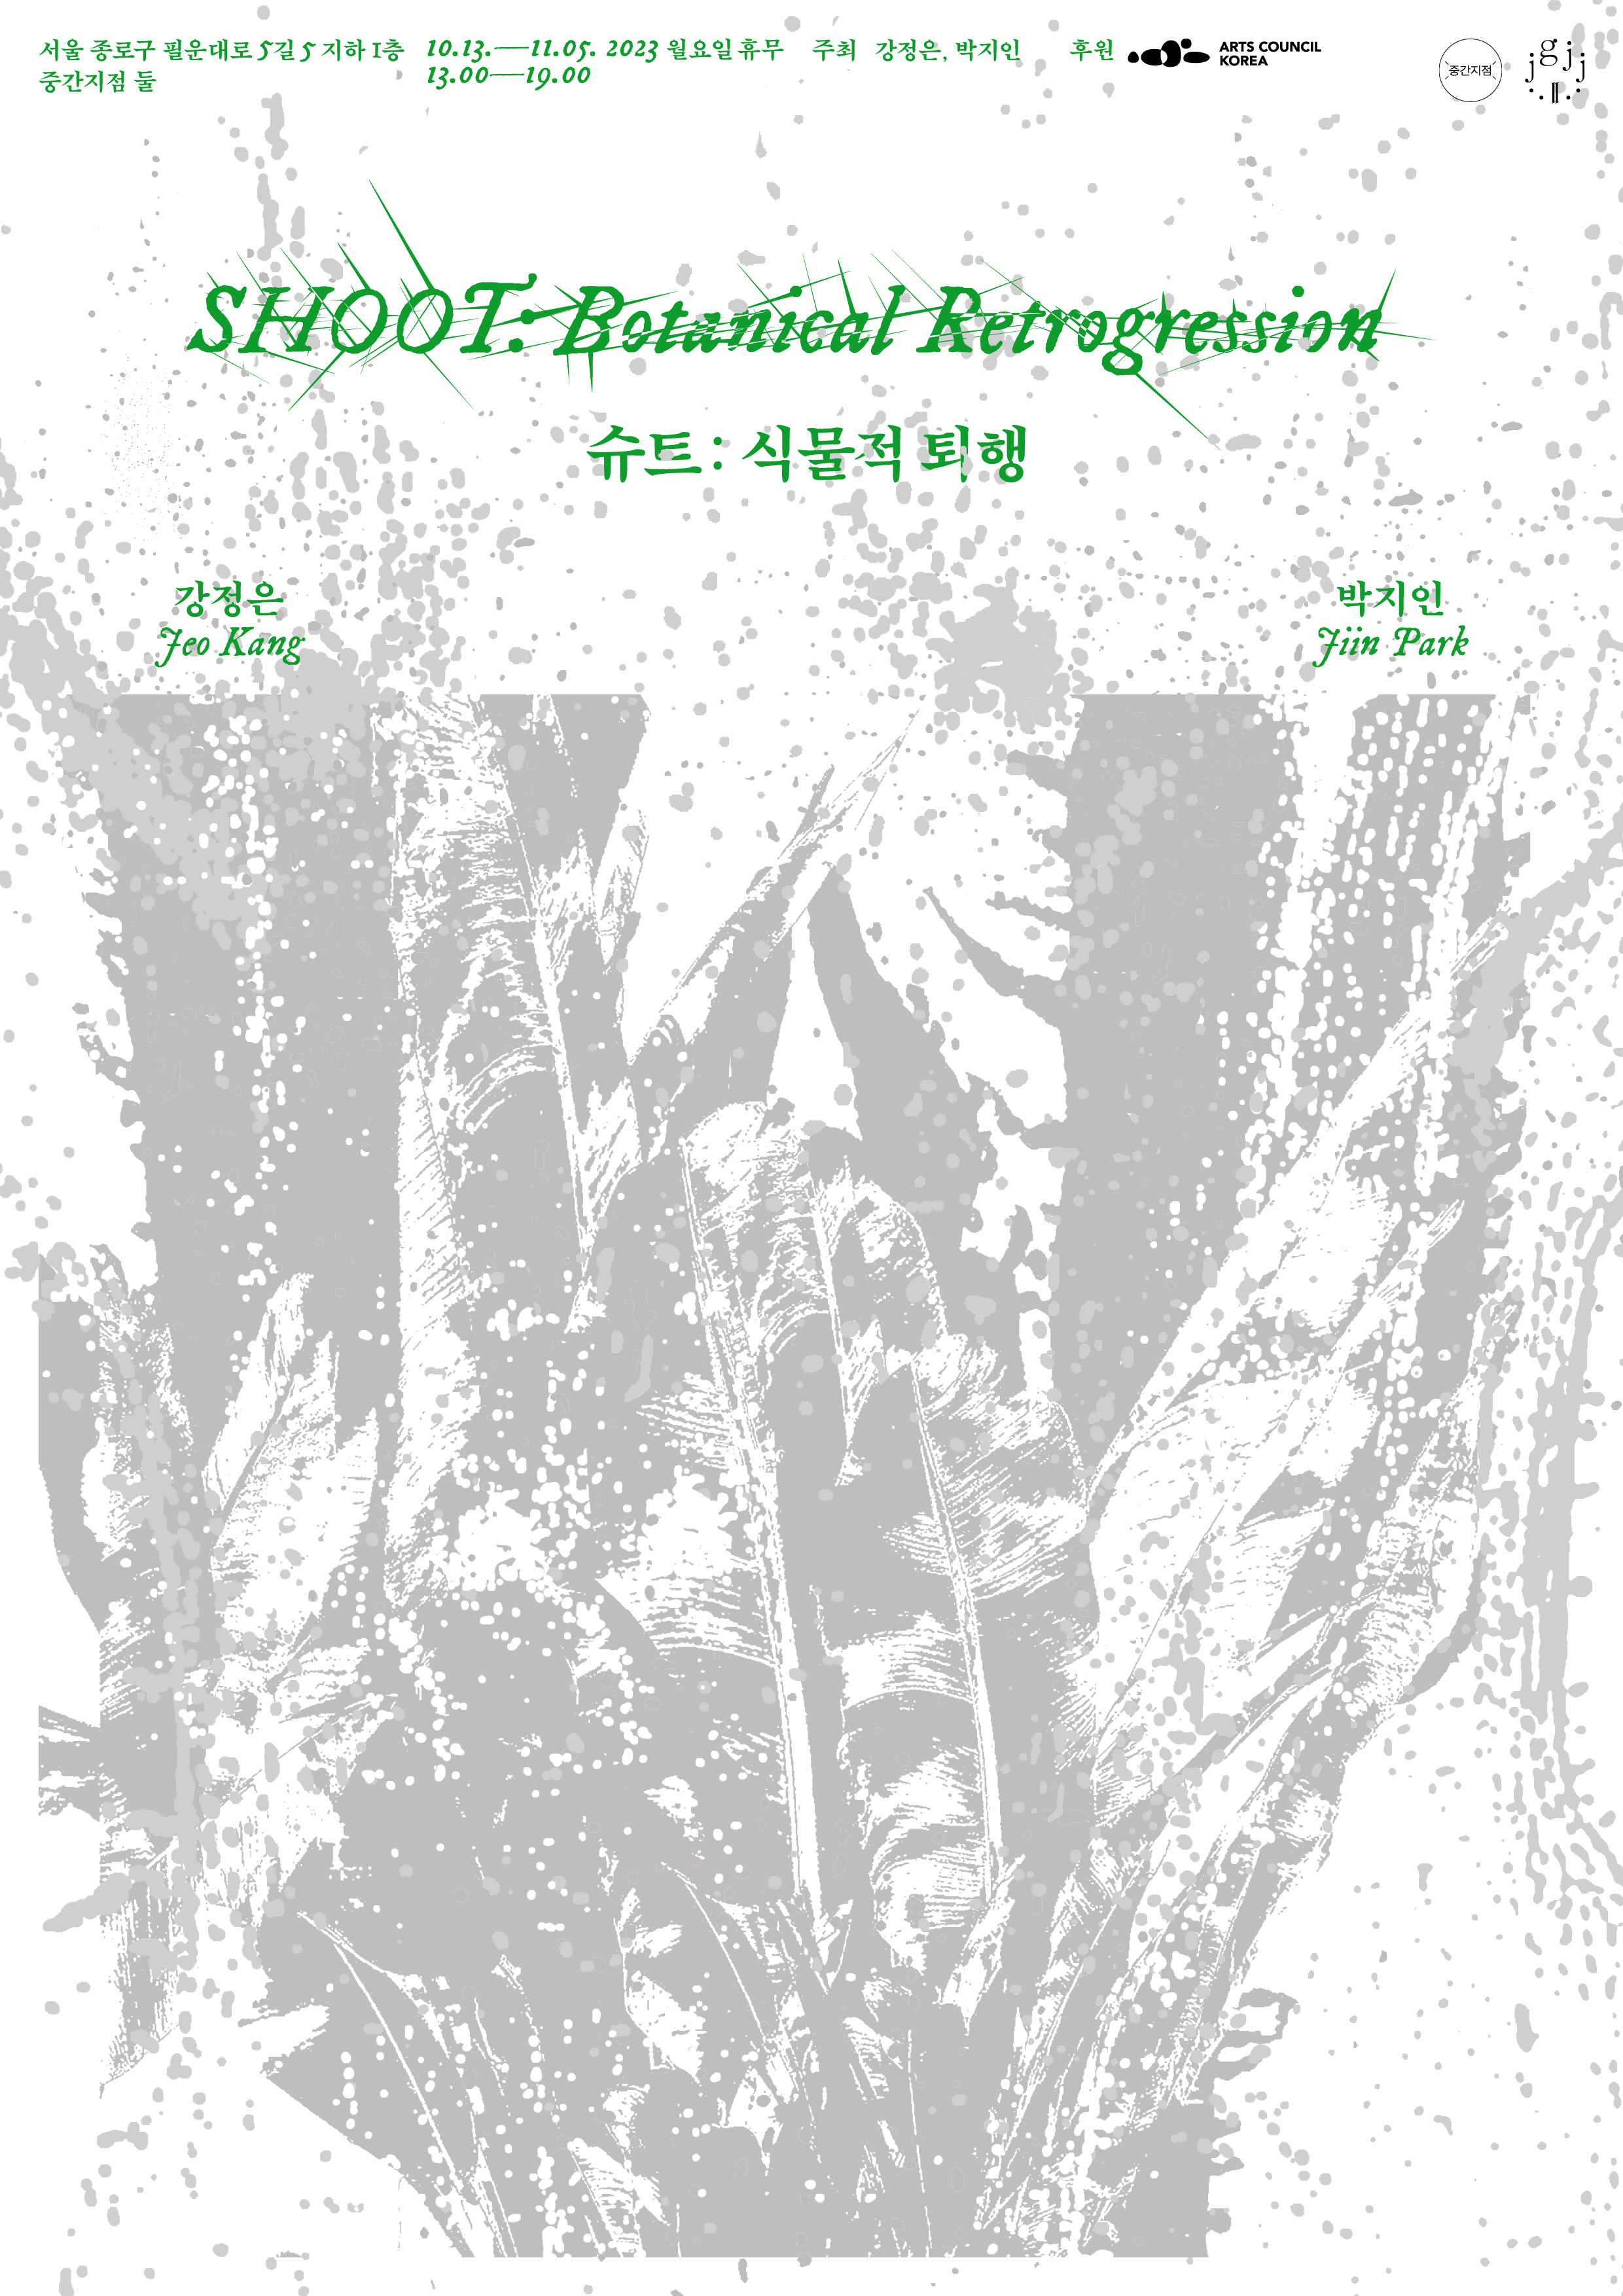 서울 종로구 필운대로 5길 5 지하 1층
중간지점 둘
10.13.—11.05. 2023 월요일 휴무
13.00—19.00
주최 강정은, 박지인
후원
ARTS COUNCIL
KOREA
중간지점
jgjj
SHOOT: Botanical Retrogression
슈트: 식물적 퇴행
강정은
Jeo Kang
박지인
Jiin Park